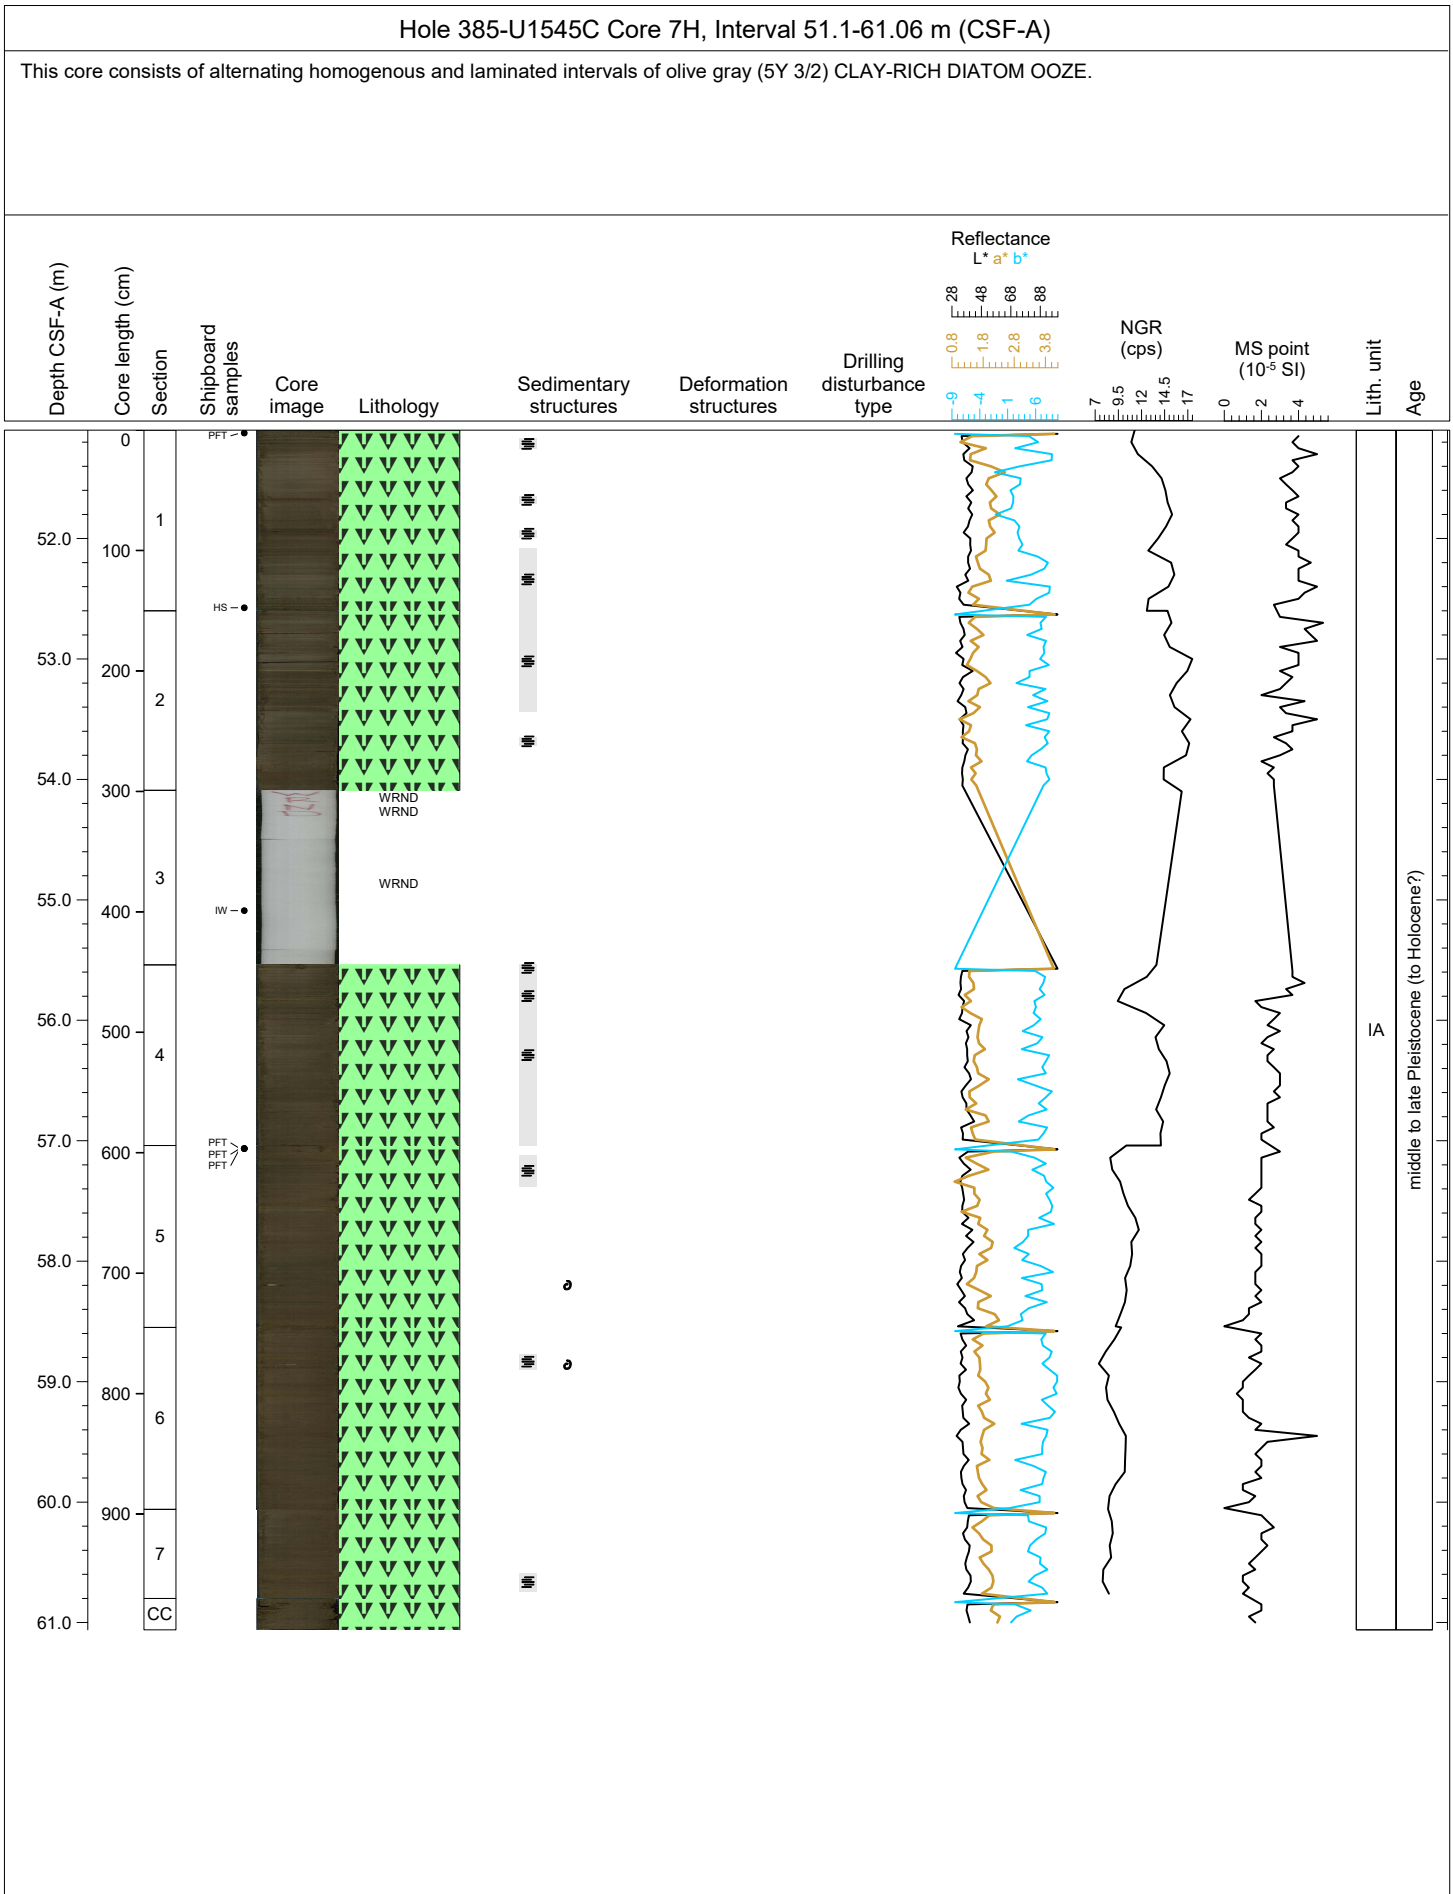 Hole 385-U1545C Core 7H, Interval 51.1-61.06 m (CSF-A)
This core consists of alternating homogenous and laminated intervals of olive gray (5Y 3/2) CLAY-RICH DIATOM OOZE.
Depth CSF-A (m)
Core length (cm)
Section
Shipboard
samples
Core
image
Lithology
Sedimentary
structures
Deformation
structures
Drilling
disturbance
type
Reflectance
L* a* b*
28 48 68 88
0.8 1.8 2.8 3.8
-9 -4 1 6
NGR
(cps)
7 9.5 12 14.5 17
MS point
(10-5 SI)
0 2 4
Lith. unit
Age
0
PFT
1
52.0
100
HS
53.0
200
2
54.0
300
WRND
WRND
3
WRND
55.0
400
IW
56.0
500
4
IA
57.0
600
PFT
PFT
PFT
5
58.0
700
59.0
800
6
60.0
900
7
CC
61.0
middle to late Pleistocene (to Holocene?)